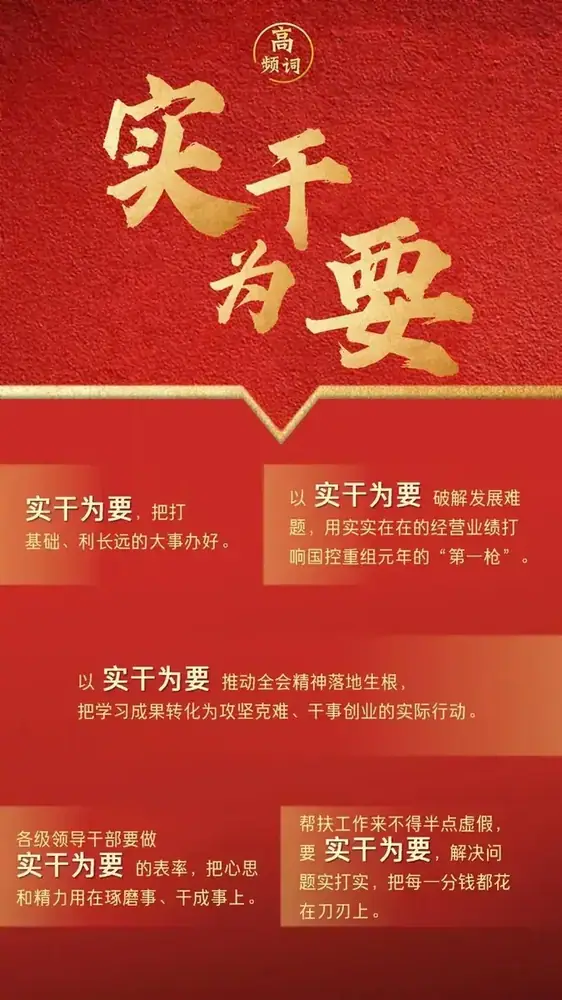 高
频词
实干
为要
实干为要，把打
基础、利长远的大事办好。
以 实干为要 破解发展难
题，用实实在在的经营业绩打
响国控重组元年的“第一枪”。
以 实干为要 推动全会精神落地生根，
把学习成果转化为攻坚克难、干事创业的实际行动。
各级领导干部要做
实干为要 的表率，把心思
和精力用在琢磨事、干成事上。
帮扶工作来不得半点虚假，
要 实干为要，解决问
题实打实，把每一分钱都花
在刀刃上。